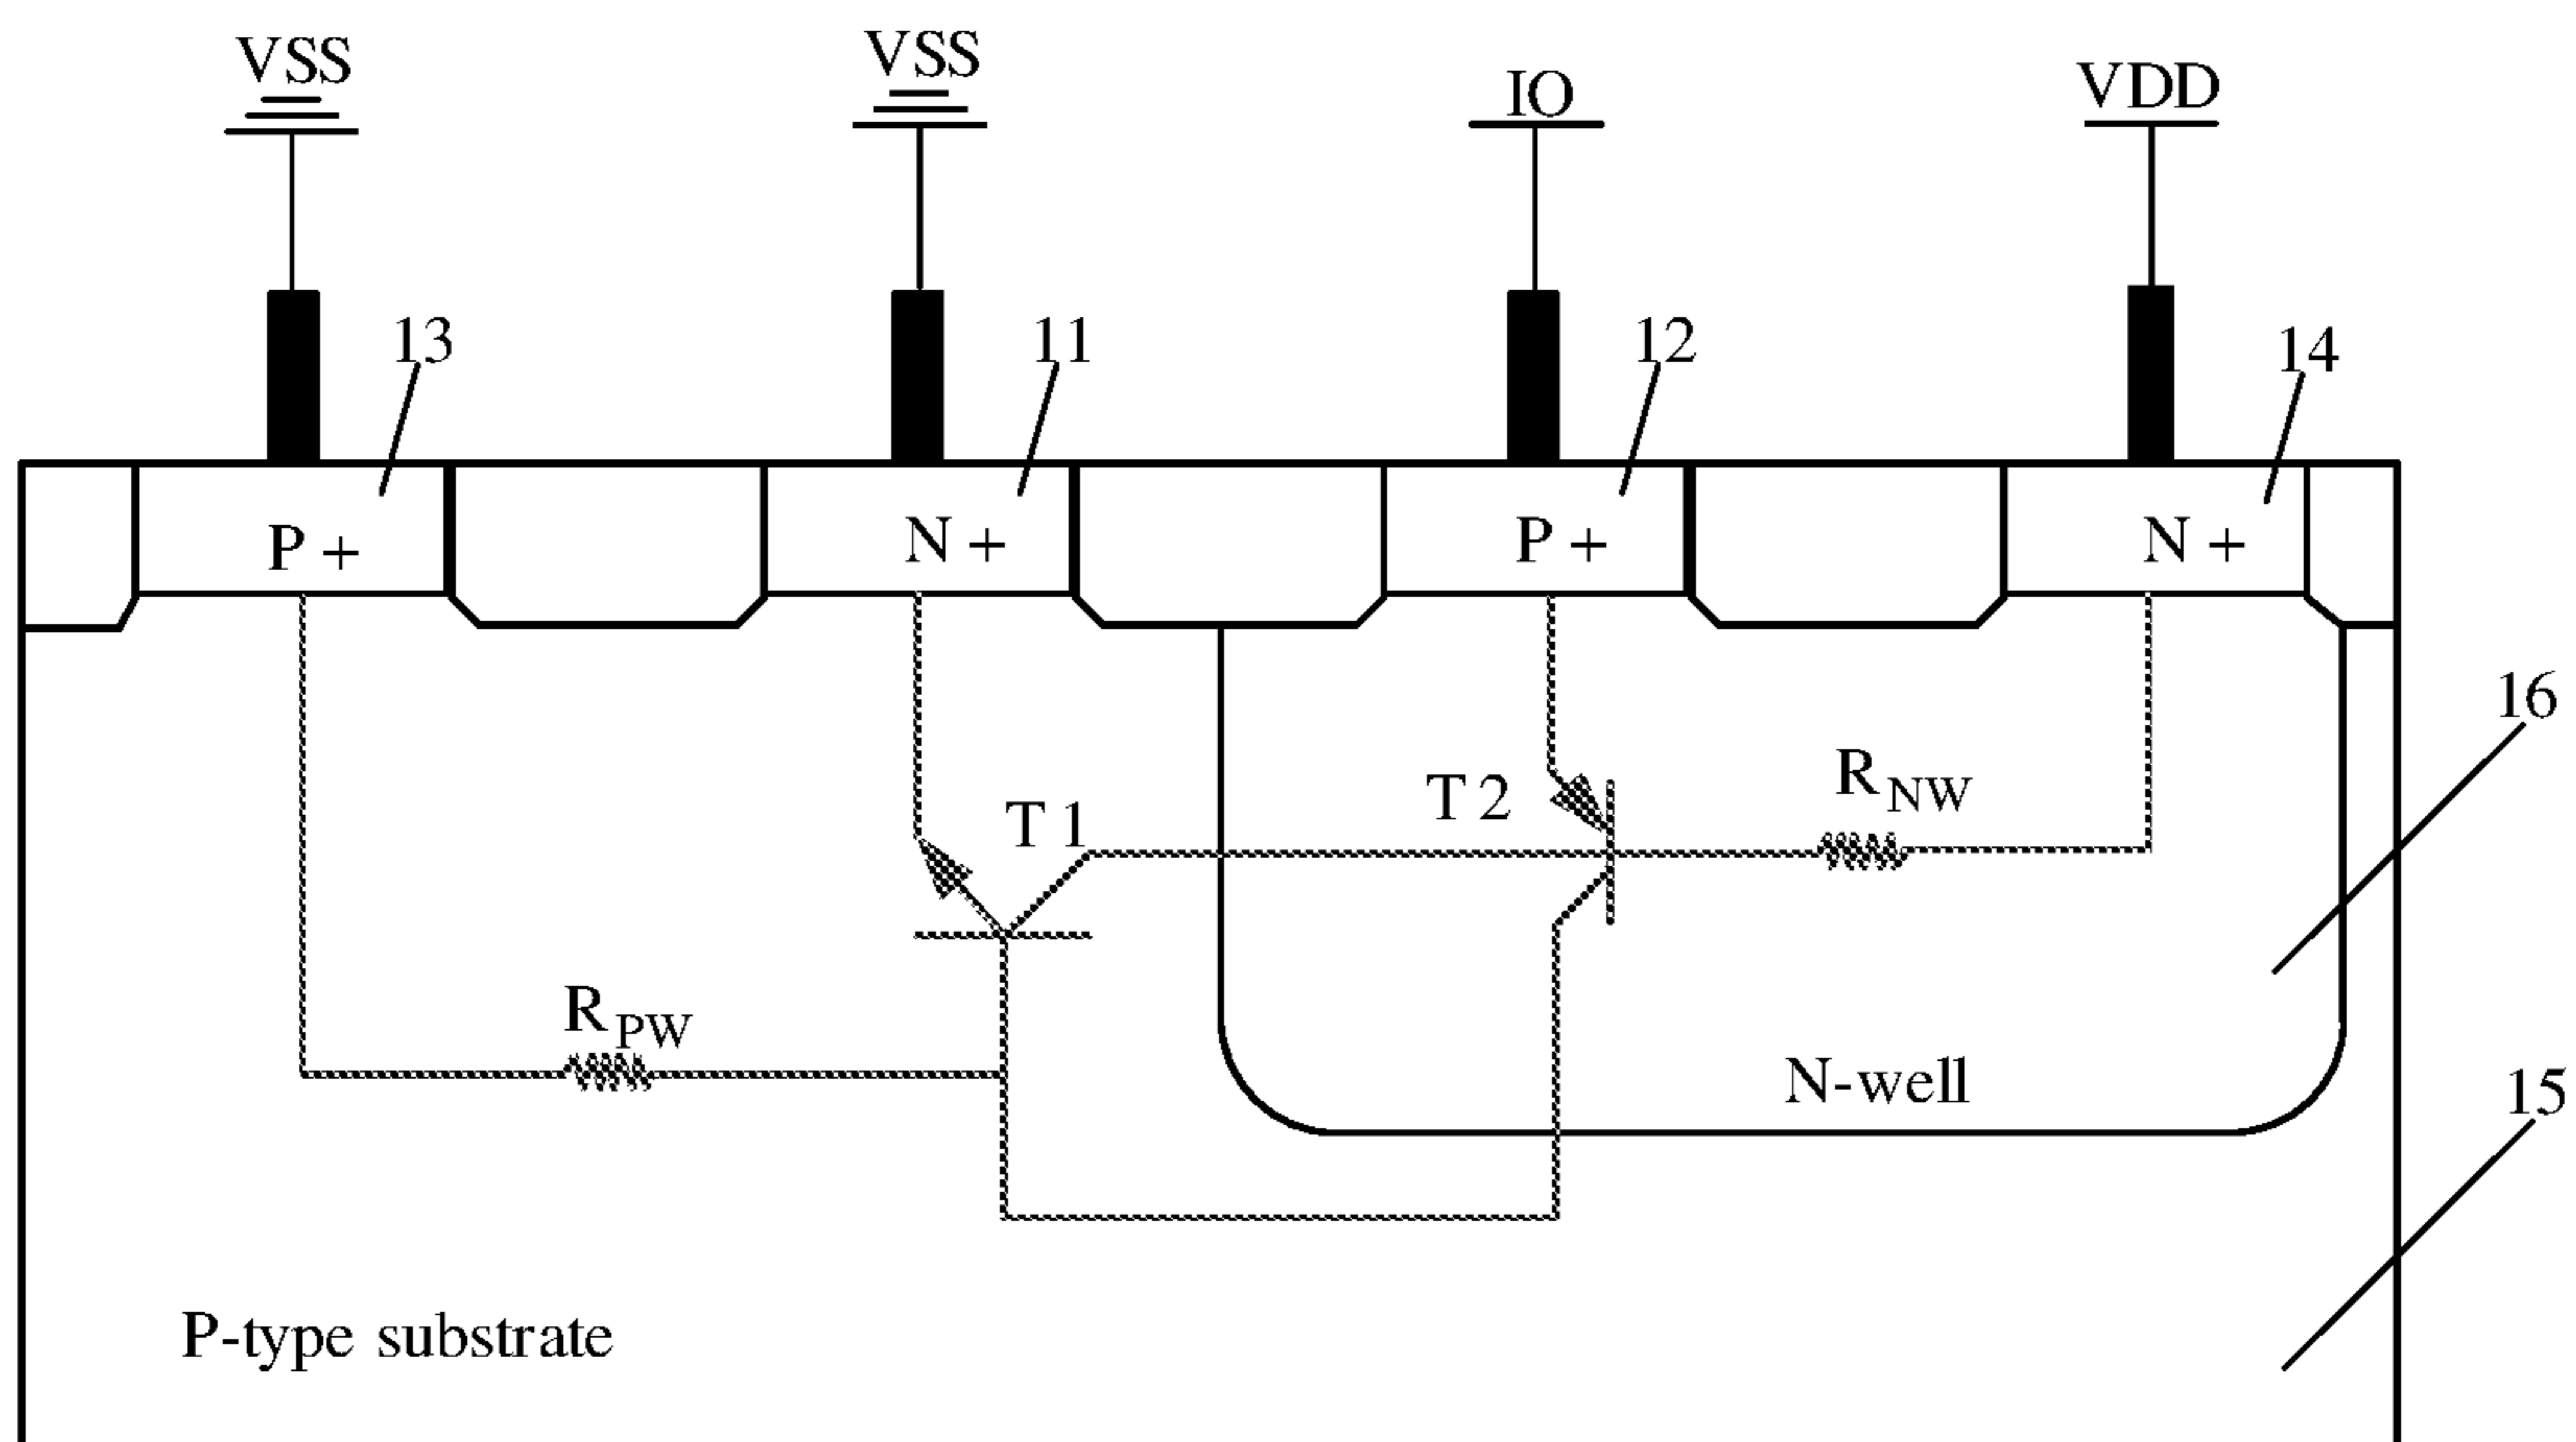 VSS
VSS
IO
VDD
13
11
12
14
P +
N +
P +
N +
16
T 1
T 2
R NW
R PW
N-well
15
P-type substrate